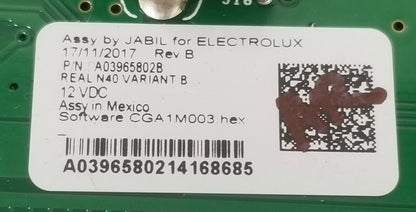 Assy by JABIL for ELECTROLUX
17/11/2017 Rev B
P/N A03965802B
REAL N40 VARIANT B
12 VDC
Assy in Mexico
Software CGA1M003.hex
A0396580214168685